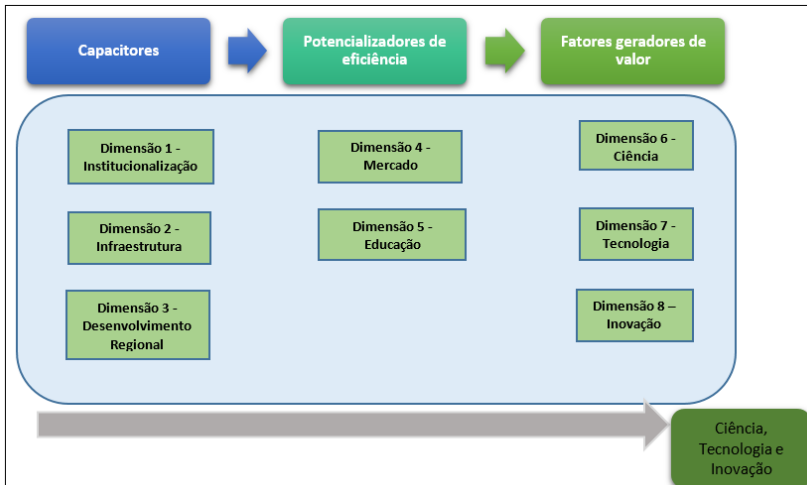 Capacitores
Potencializadores de
eficiência
Fatores geradores de
valor
Dimensão 1 -
Institucionalização
Dimensão 2 -
Infraestrutura
Dimensão 3 -
Desenvolvimento
Regional
Dimensão 4 -
Mercado
Dimensão 5 -
Educação
Dimensão 6 -
Ciência
Dimensão 7 -
Tecnologia
Dimensão 8 –
Inovação
Ciência,
Tecnologia e
Inovação